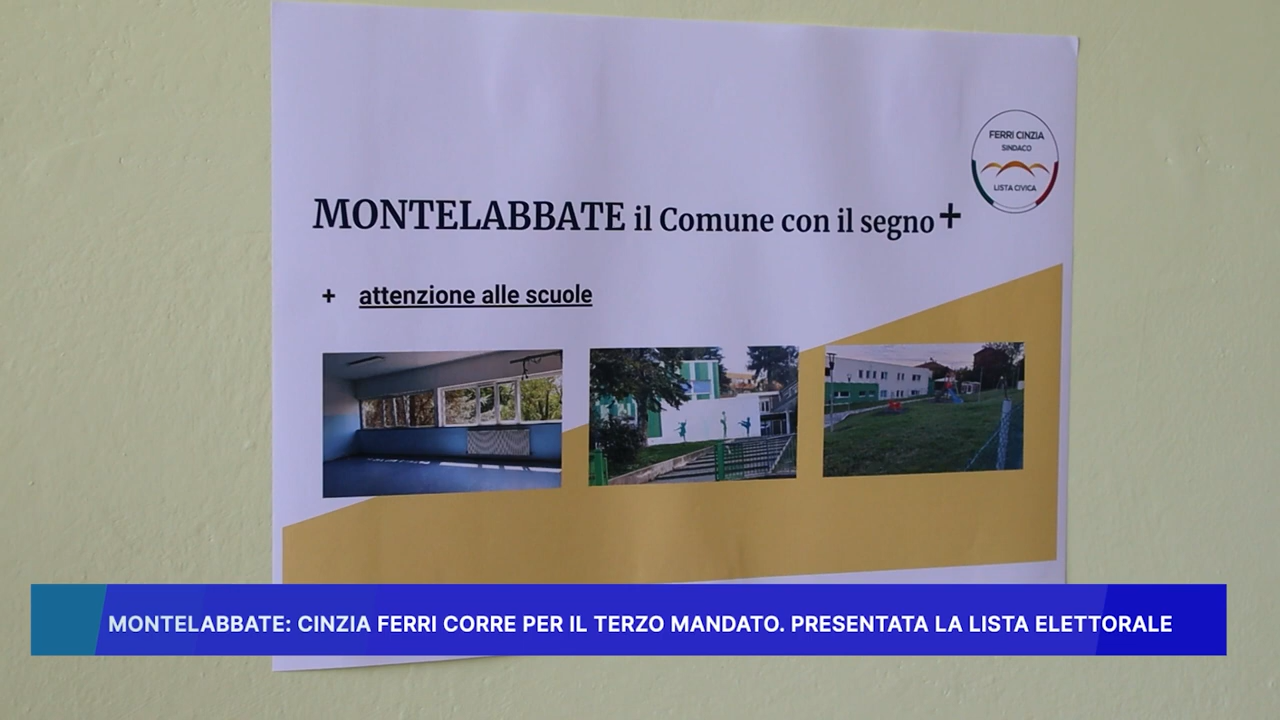 FERRI CINZIA
SINDACO
LISTA CIVICA
MONTELABBATE il Comune con il segno +
+ attenzione alle scuole
MONTELABBATE: CINZIA FERRI CORRE PER IL TERZO MANDATO. PRESENTATA LA LISTA ELETTORALE